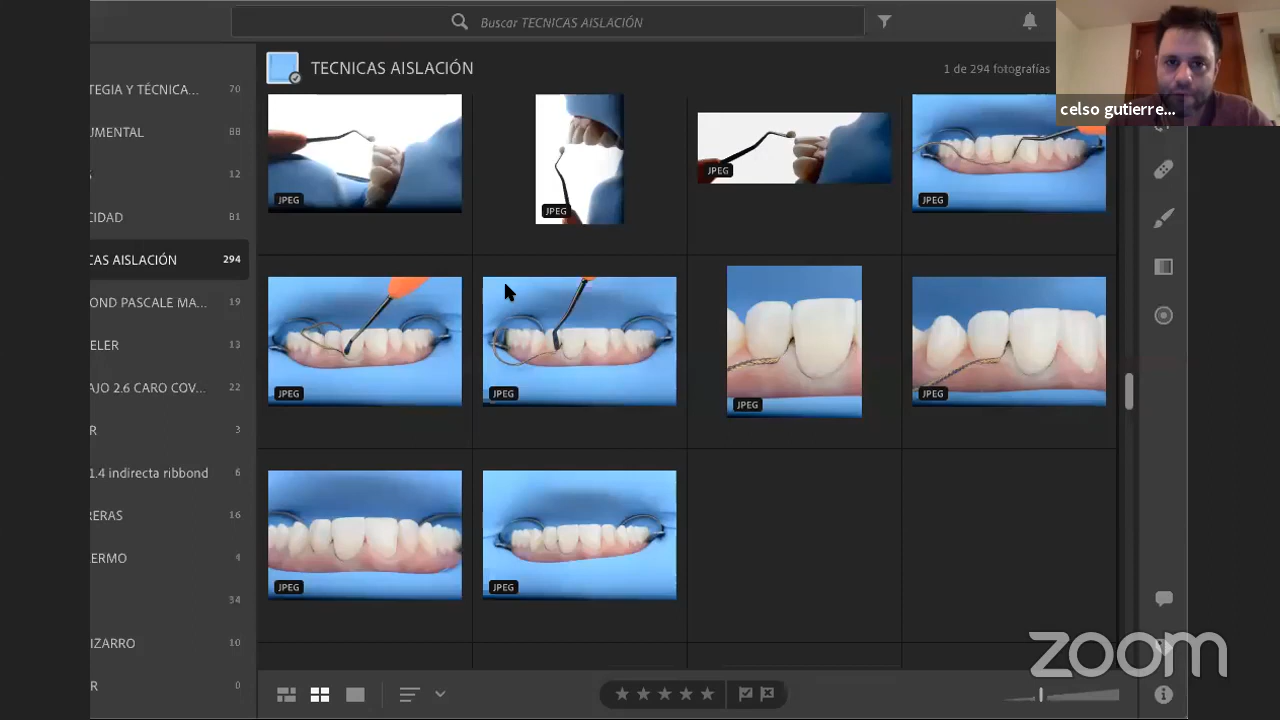 Buscar TECNICAS AISLACIÓN
TECNICAS AISLACIÓN
1 de 294 fotografías
celso gutierre...
TEGIA Y TÉCNICA... 70
UMENTAL 88
S 12
CIDAD 81
CAS AISLACIÓN 294
OND PASCALE MA... 19
ELER 13
AJO 2.6 CARO COV... 22
R 3
1.4 indirecta ribbond 6
RERAS 16
ERMO 4
34
IZARRO 10
R 0
JPEG
JPEG
JPEG
JPEG
JPEG
JPEG
JPEG
JPEG
JPEG
JPEG
zoom